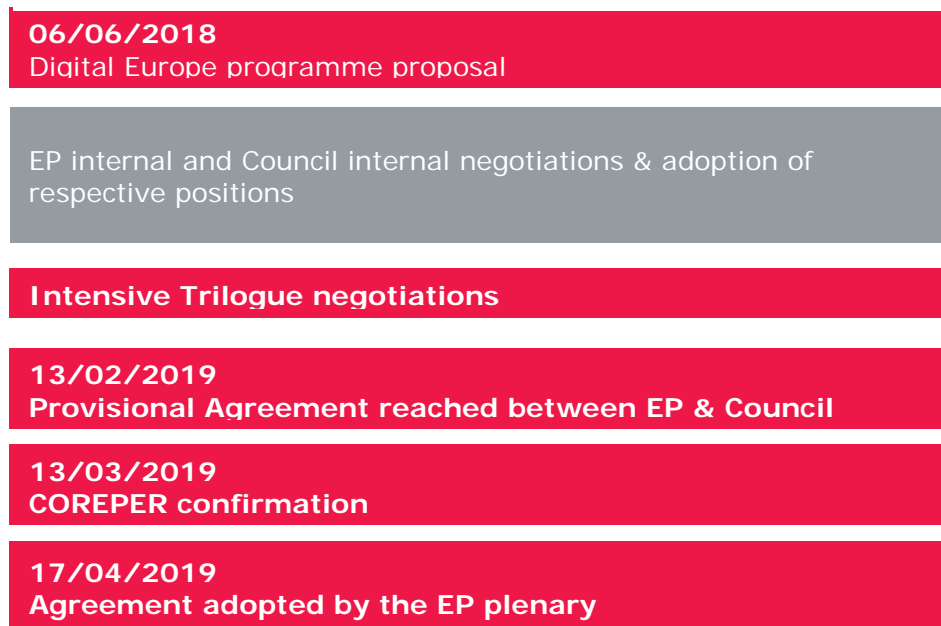 06/06/2018
Digital Europe programme proposal
EP internal and Council internal negotiations & adoption of
respective positions
Intensive Trilogue negotiations
13/02/2019
Provisional Agreement reached between EP & Council
13/03/2019
COREPER confirmation
17/04/2019
Agreement adopted by the EP plenary